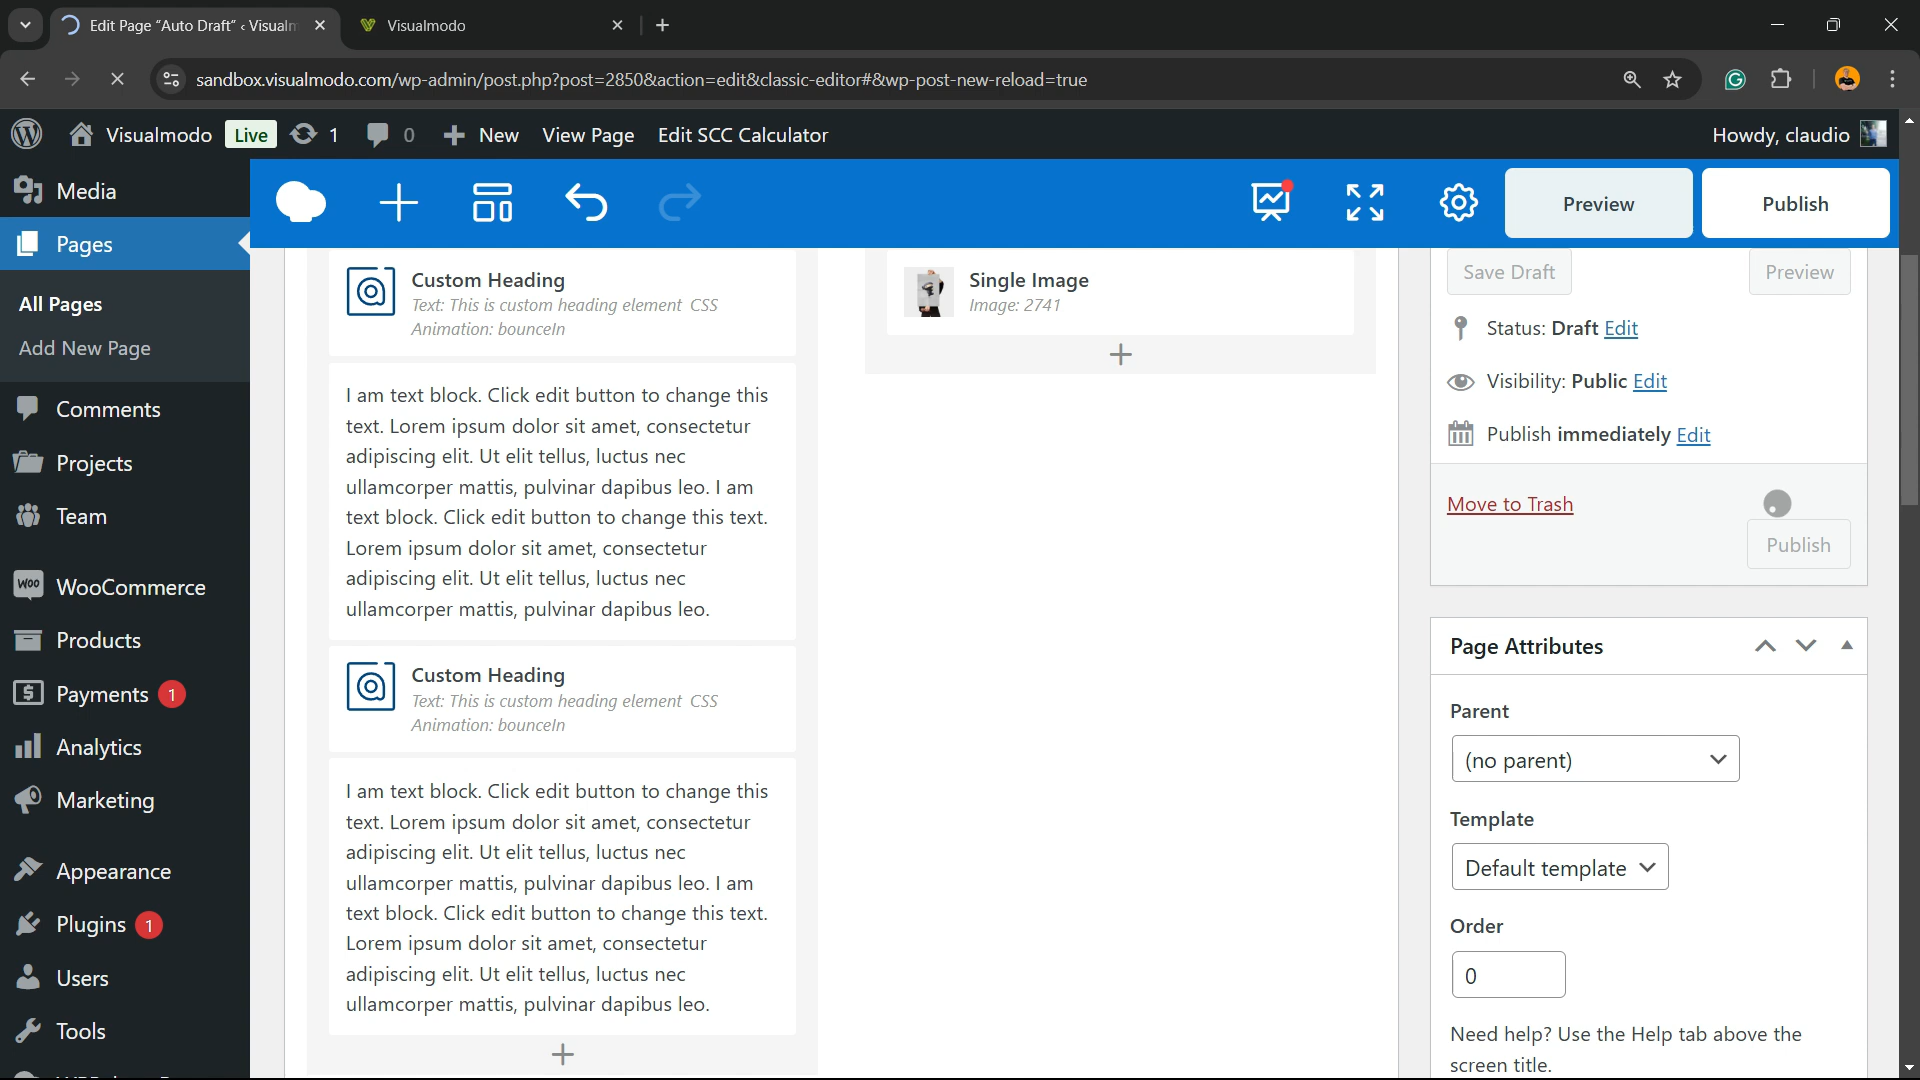 Edit Page "Auto Draft" ‹ Visualm
Visualmodo
sandbox.visualmodo.com/wp-admin/post.php?post=2850&action=edit&classic-editor#&wp-post-new-reload=true
Visualmodo
Live
1
0
New
View Page
Edit SCC Calculator
Howdy, claudio
Media
Pages
All Pages
Add New Page
Comments
Projects
Team
WooCommerce
Products
Payments 1
Analytics
Marketing
Appearance
Plugins 1
Users
Tools
Preview
Publish
Custom Heading
Text: This is custom heading element CSS
Animation: bounceIn
I am text block. Click edit button to change this
text. Lorem ipsum dolor sit amet, consectetur
adipiscing elit. Ut elit tellus, luctus nec
ullamcorper mattis, pulvinar dapibus leo. I am
text block. Click edit button to change this text.
Lorem ipsum dolor sit amet, consectetur
adipiscing elit. Ut elit tellus, luctus nec
ullamcorper mattis, pulvinar dapibus leo.
Custom Heading
Text: This is custom heading element CSS
Animation: bounceIn
I am text block. Click edit button to change this
text. Lorem ipsum dolor sit amet, consectetur
adipiscing elit. Ut elit tellus, luctus nec
ullamcorper mattis, pulvinar dapibus leo. I am
text block. Click edit button to change this text.
Lorem ipsum dolor sit amet, consectetur
adipiscing elit. Ut elit tellus, luctus nec
ullamcorper mattis, pulvinar dapibus leo.
Single Image
Image: 2741
Save Draft
Preview
Status: Draft Edit
Visibility: Public Edit
Publish immediately Edit
Move to Trash
Publish
Page Attributes
Parent
(no parent)
Template
Default template
Order
0
Need help? Use the Help tab above the
screen title.